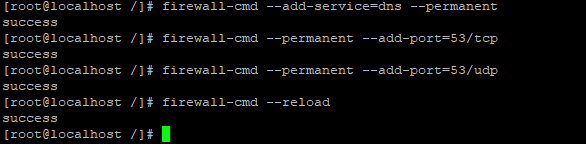 [root@localhost /]# firewall-cmd --add-service=dns --permanent
success
[root@localhost /]# firewall-cmd --permanent --add-port=53/tcp
success
[root@localhost /]# firewall-cmd --permanent --add-port=53/udp
success
[root@localhost /]# firewall-cmd --reload
success
[root@localhost /]#